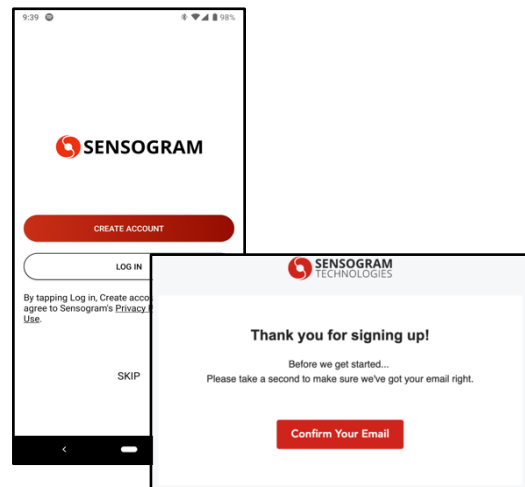 9:39
98%
SENSOGRAM
CREATE ACCOUNT
LOG IN
By tapping Log in, Create
agree to Sensogram's Privacy
Use.
SKIP
SENSOGRAM
TECHNOLOGIES
Thank you for signing up!
Before we get started...
Please take a second to make sure we've got your email right.
Confirm Your Email